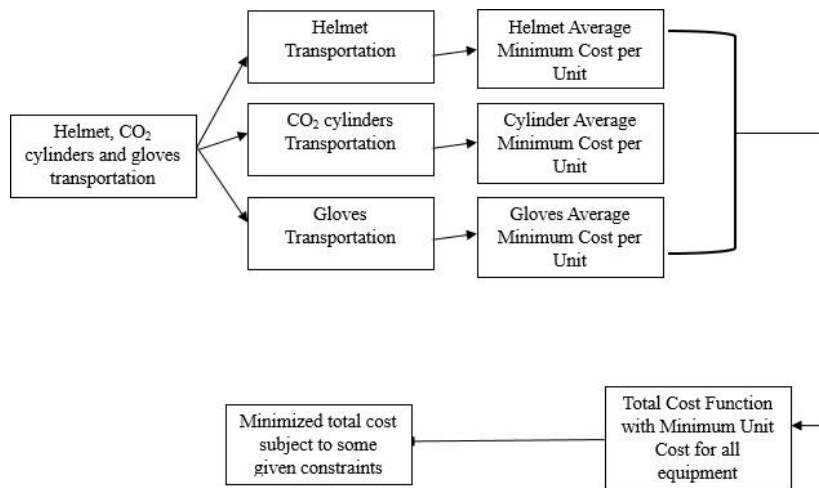 Helmet, CO₂
cylinders and gloves
transportation
Helmet
Transportation
CO₂ cylinders
Transportation
Gloves
Transportation
Helmet Average
Minimum Cost per
Unit
Cylinder Average
Minimum Cost per
Unit
Gloves Average
Minimum Cost per
Unit
Total Cost Function
with Minimum Unit
Cost for all
equipment
Minimized total cost
subject to some
given constraints